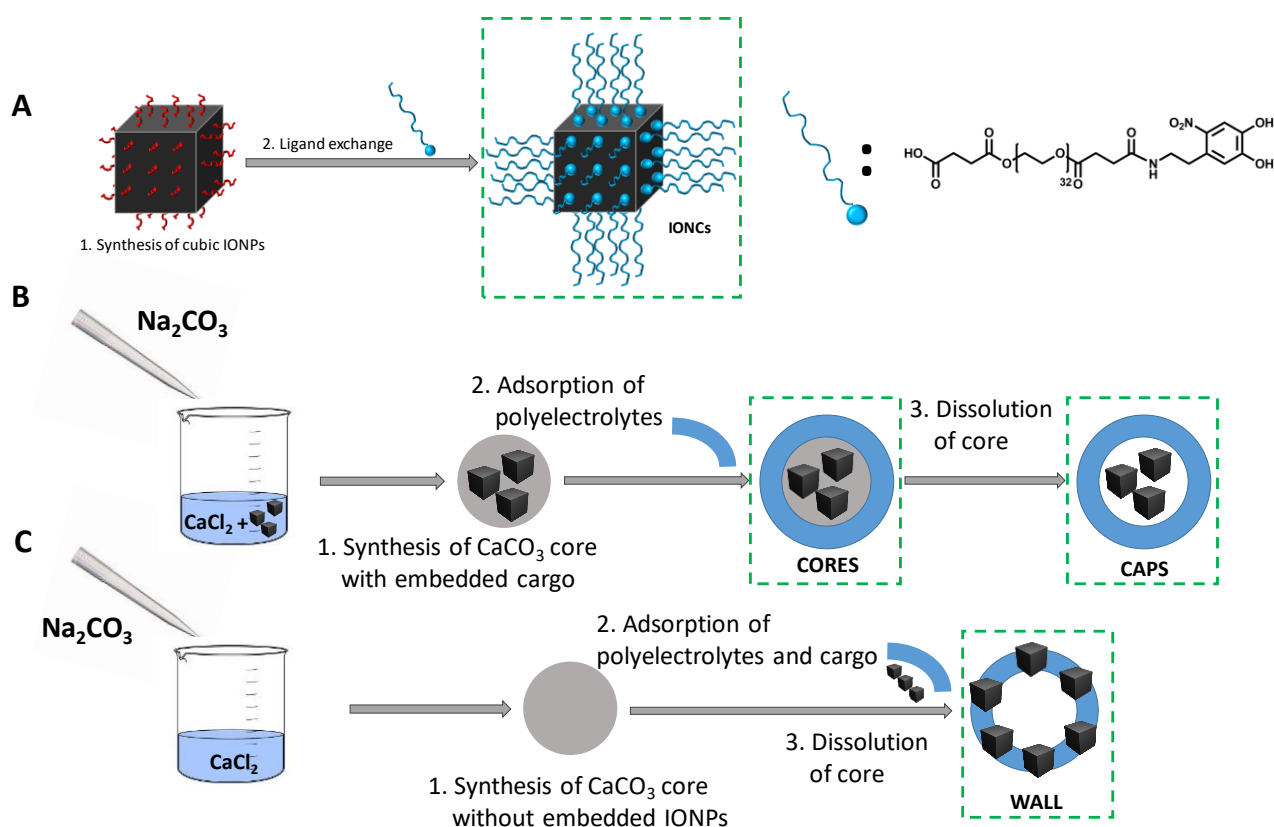 A
2. Ligand exchange
1. Synthesis of cubic IONPs
IONCs
:
HO
O
O
O
O
32
O
O
N
H
O₂N
OH
OH
B
Na₂CO₃
CaCl₂ +
1. Synthesis of CaCO₃ core
with embedded cargo
2. Adsorption of
polyelectrolytes
CORES
3. Dissolution
of core
CAPS
C
Na₂CO₃
CaCl₂
1. Synthesis of CaCO₃ core
without embedded IONPs
2. Adsorption of
polyelectrolytes and cargo
3. Dissolution
of core
WALL